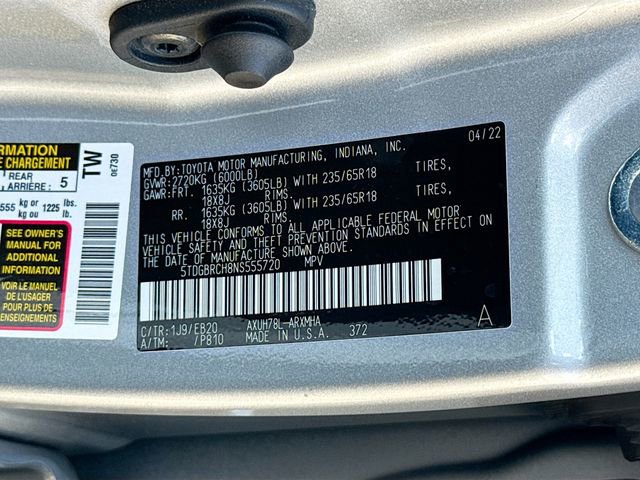 04/22
MFD.BY:TOYOTA MOTOR MANUFACTURING, INDIANA, INC.
GVWR: 2720KG (6000LB)
GAWR: FRT. 1635KG (3605LB) WITH 235/65R18 TIRES,
18X8J RIMS,
RR. 1635KG (3605LB) WITH 235/65R18 TIRES,
18X8J RIMS.
THIS VEHICLE CONFORMS TO ALL APPLICABLE FEDERAL MOTOR
VEHICLE SAFETY AND THEFT PREVENTION STANDARDS IN EFFECT ON
THE DATE OF MANUFACTURE SHOWN ABOVE.
5TDGBRCH8NS555720 MPV
C/TR:1J9/EB20 AXUH78L-ARXMHA A
A/TM: /P810 MADE IN U.S.A. 372
REAR
ARRIÈRE: 5
555 kg or 1225 lbs.
kg ou lb.
SEE OWNER'S
MANUAL FOR
ADDITIONAL
INFORMATION
VOIR MANUEL
DE L'USAGER
POUR PLUS DE
RENSEIGNEMENTS
TW
0E730